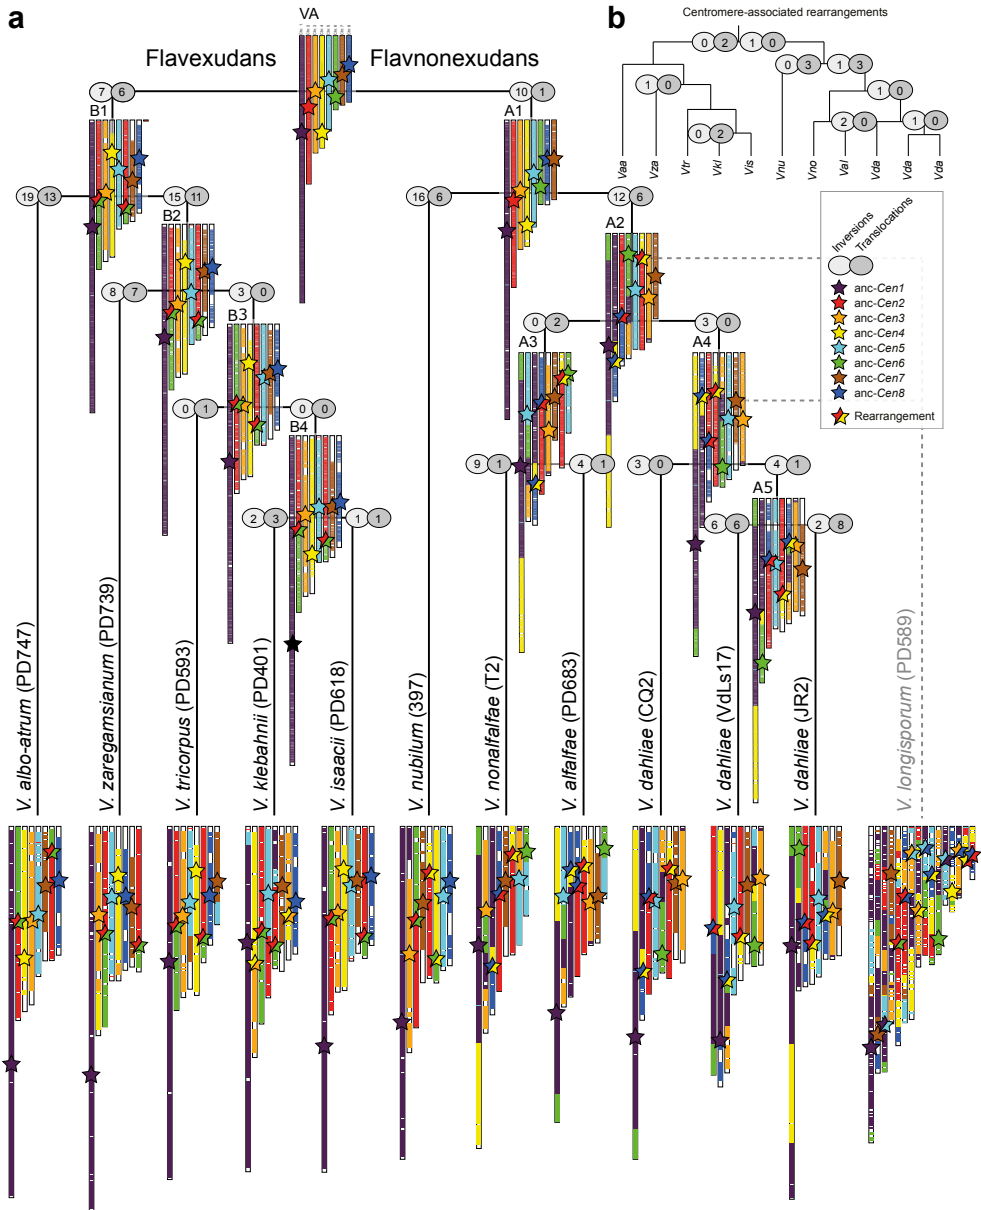 a
VA
Flavexudans
Flavnonexudans
7 6
10 1
B1
A1
19 13
15 11
16 6
12 6
B2
A2
8 7
3 0
0 2
3 0
B3
A3
A4
0 1
0 0
B4
9 1
4 1
3 0
4 1
A5
2 3
1 1
6 6
2 8
V. albo-atrum (PD747)
V. zaregamsianum (PD739)
V. tricorpus (PD593)
V. klebahnii (PD401)
V. isaacii (PD618)
V. nubilum (397)
V. nonalfalfae (T2)
V. alfalfae (PD683)
V. dahliae (CQ2)
V. dahliae (VdLs17)
V. dahliae (JR2)
V. longisporum (PD589)
b
Centromere-associated rearrangements
0 2
1 0
0 3
1 3
1 0
1 0
2 0
1 0
0 2
Vaa
Vza
Vtr
Vkl
Vis
Vnu
Vno
Val
Vda
Vda
Vda
Inversions
Translocations
anc-Cen1
anc-Cen2
anc-Cen3
anc-Cen4
anc-Cen5
anc-Cen6
anc-Cen7
anc-Cen8
Rearrangement